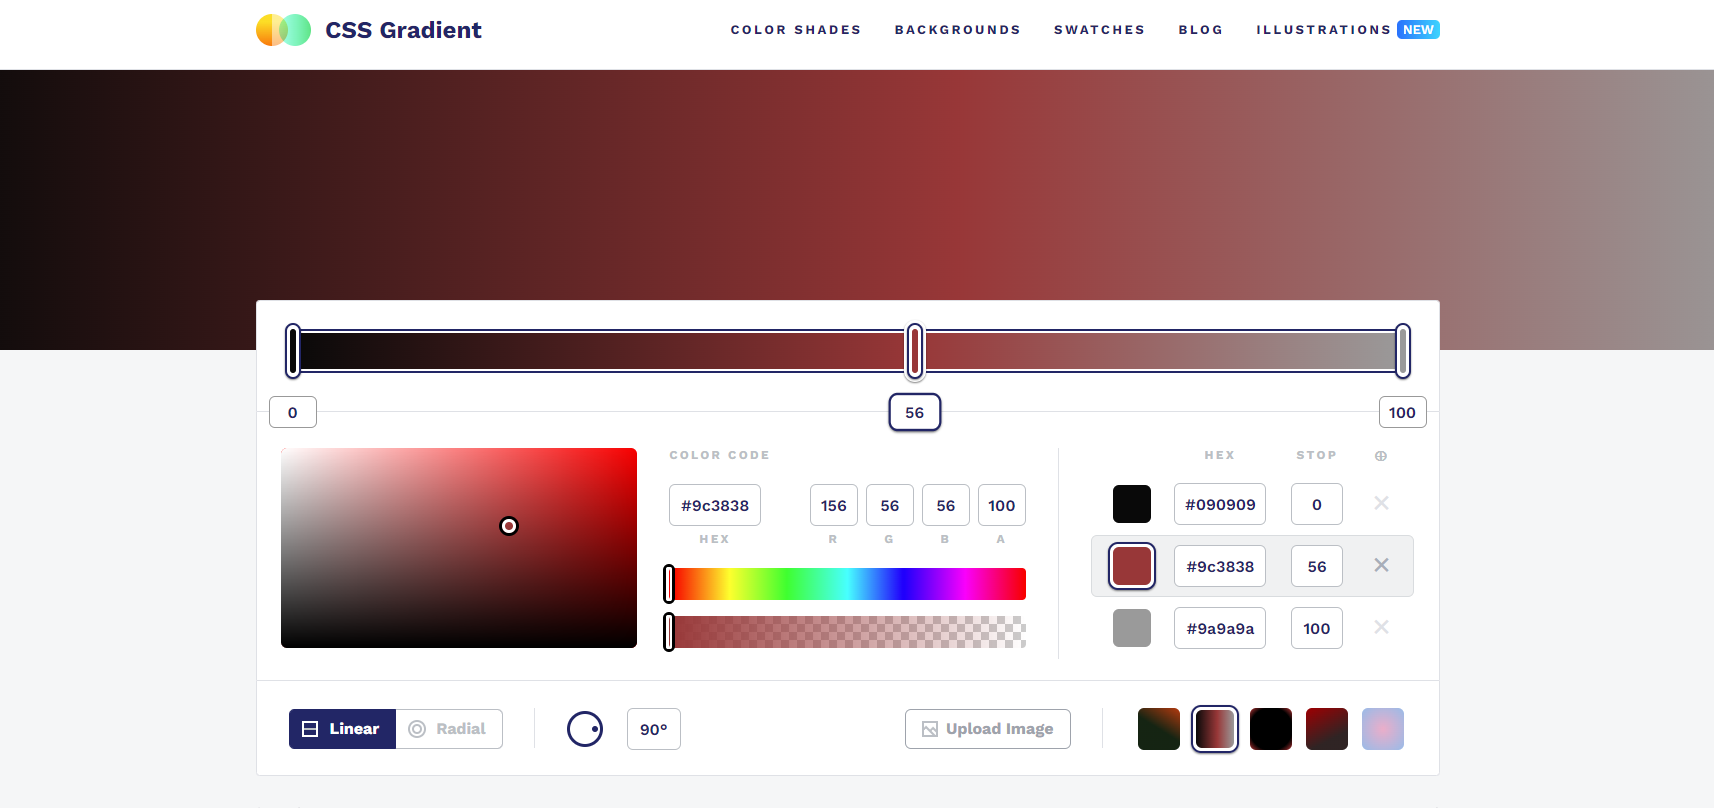 CSS Gradient
COLOR SHADES BACKGROUNDS SWATCHES BLOG ILLUSTRATIONS NEW
0 56 100
COLOR CODE HEX STOP
#9c3838 156 56 56 100 #090909 0
HEX R G B A
#9c3838 56
#9a9a9a 100
Linear Radial 90° Upload Image